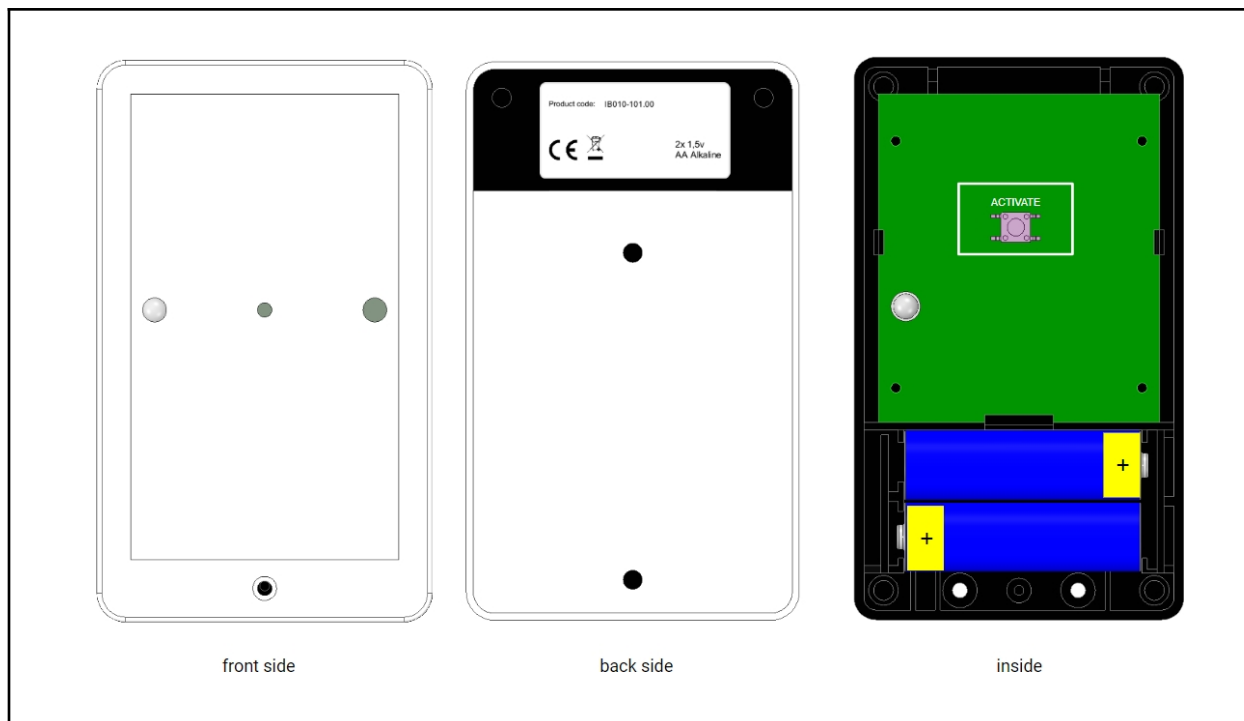 Product code: IB010-101.00
CE
2x 1,5v
AA Alkaline
ACTIVATE
+
+
front side
back side
inside